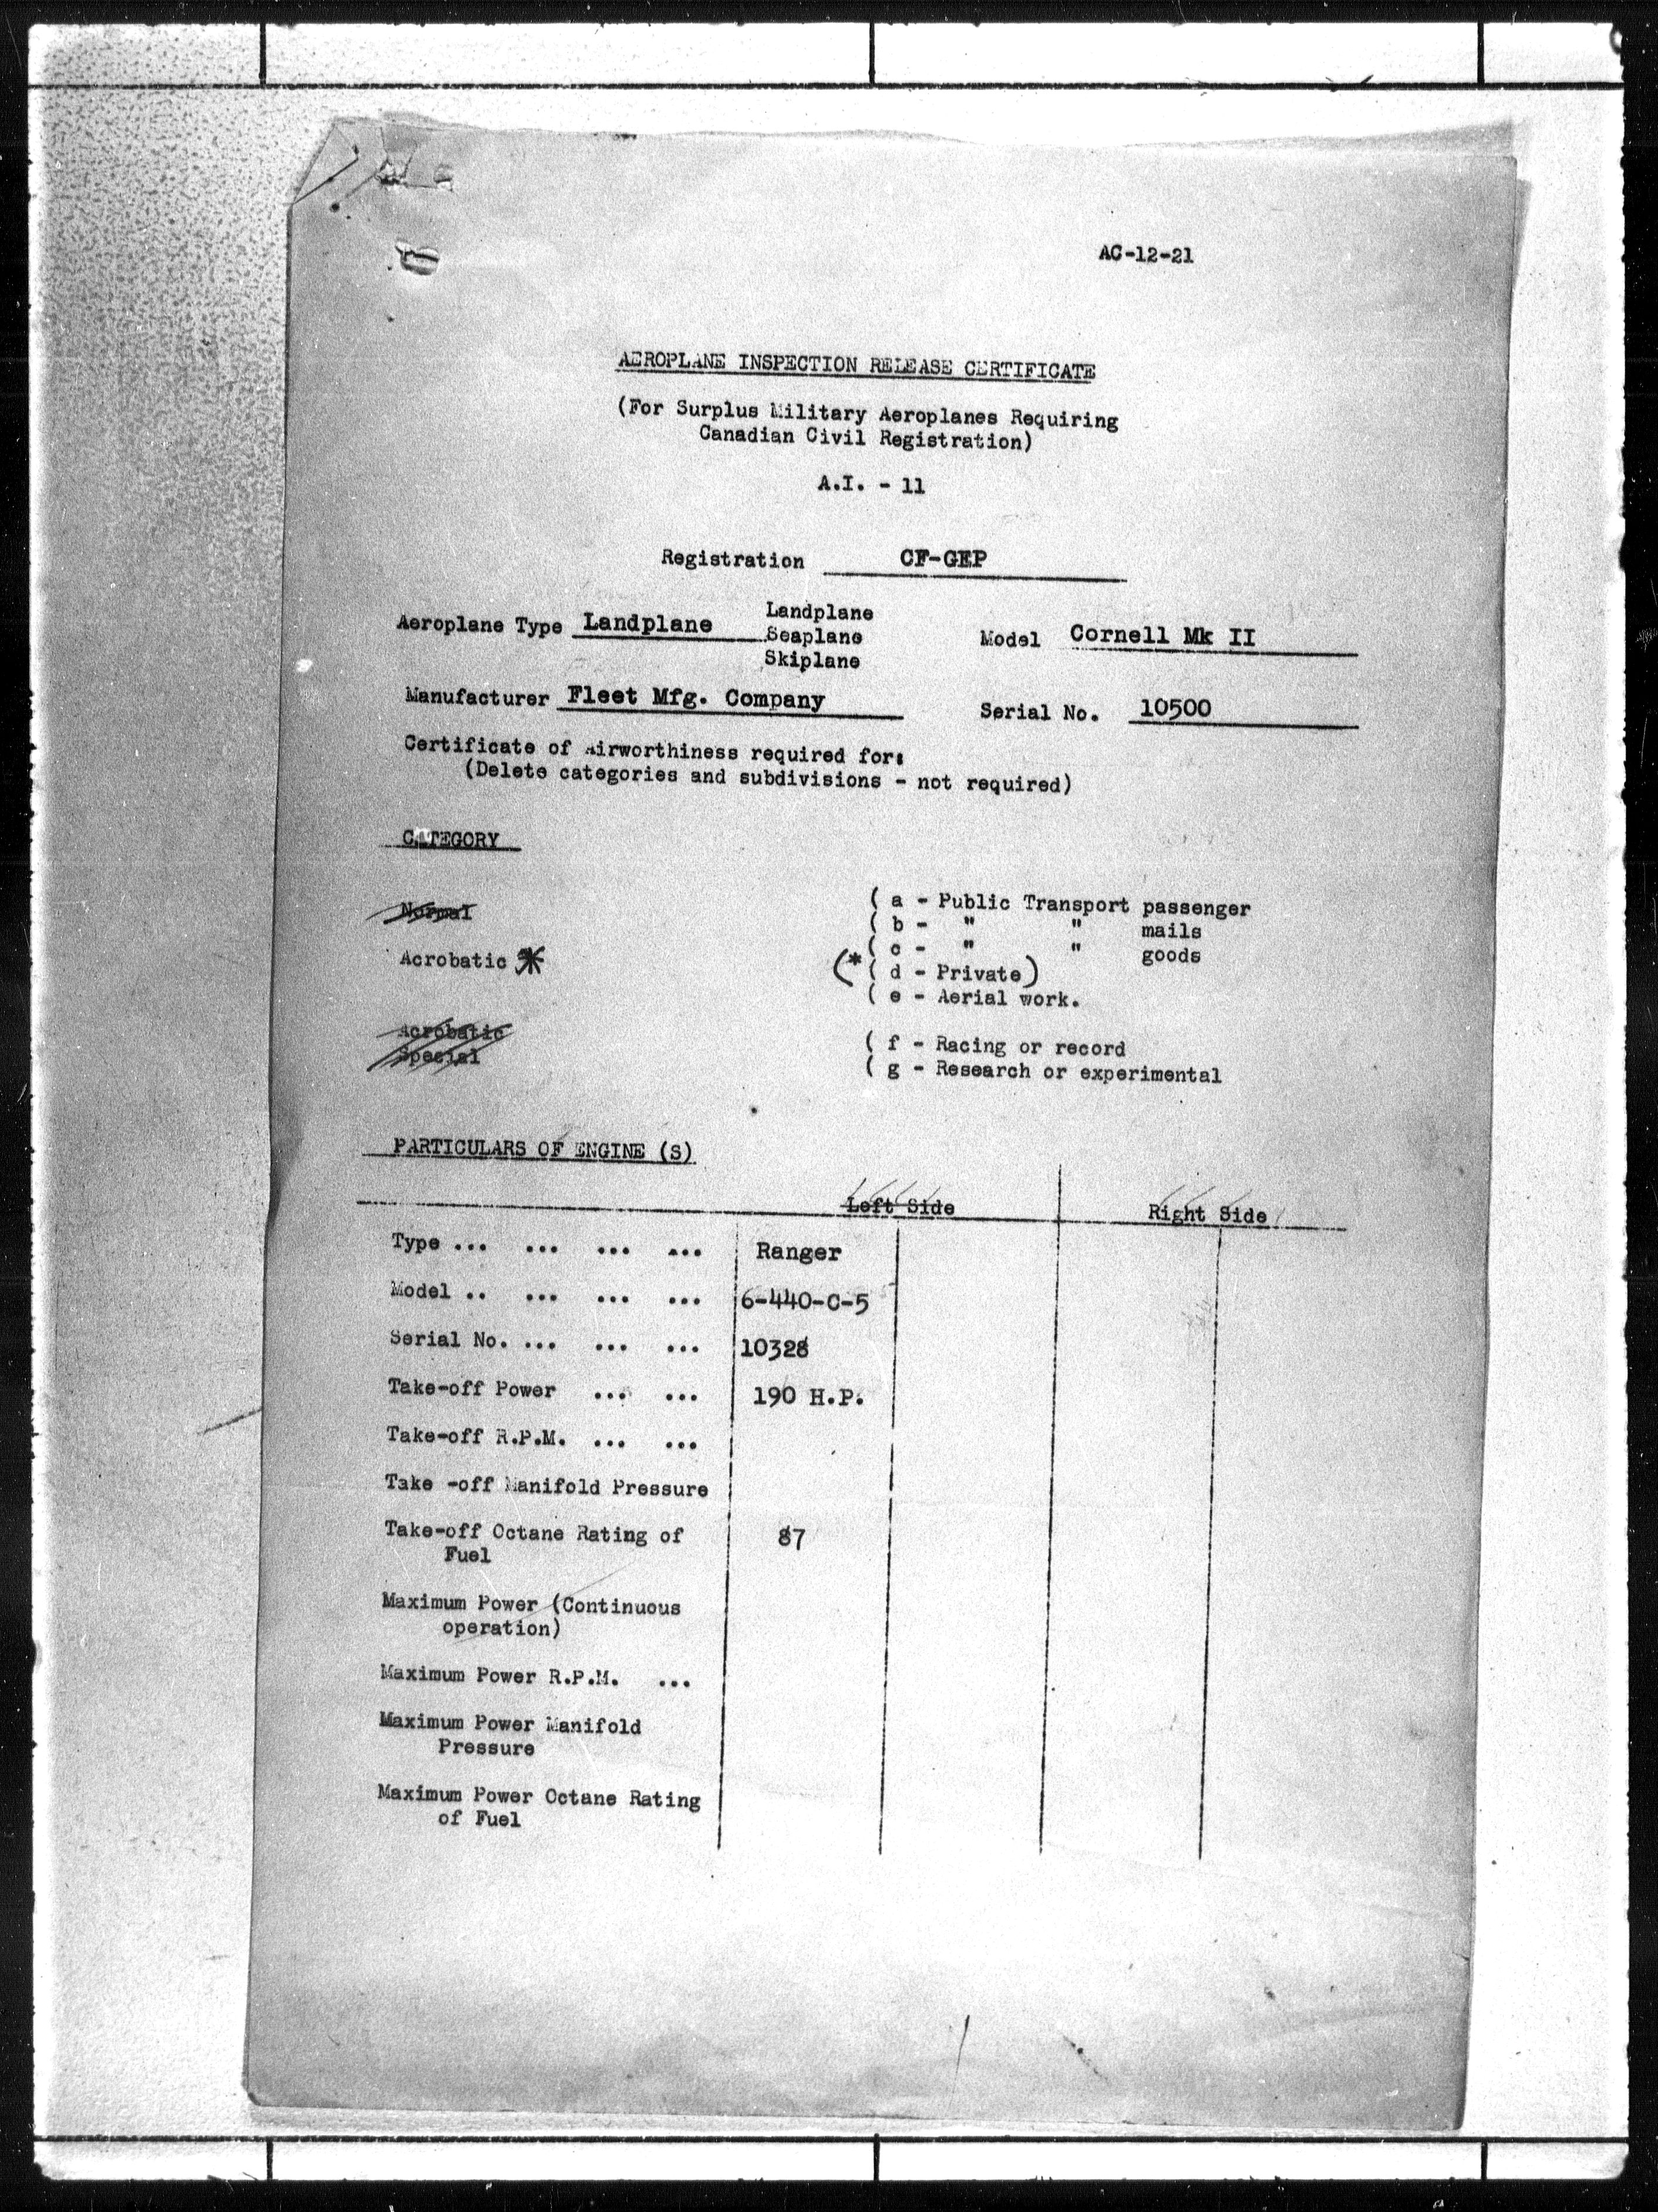 AC-12-21
AEROPLANE INSPECTION RELEASE CERTIFICATE
(For Surplus Military Aeroplanes Requiring
Canadian Civil Registration)
A.I. - 11
Registration CF-GEP
Landplane
Aeroplane Type Landplane Seaplane Model Cornell Mk II
Skiplane
Manufacturer Fleet Mfg. Company Serial No. 10500
Certificate of Airworthiness required for:
(Delete categories and subdivisions - not required)
CATEGORY
Normal ( a - Public Transport passenger
( b - " " mails
( c - " " goods
Acrobatic * (* ( d - Private)
( e - Aerial work.
Acrobatic ( f - Racing or record
Special ( g - Research or experimental
PARTICULARS OF ENGINE (S)
Left Side Right Side
Type ... ... ... ... Ranger
Model .. ... ... ... 6-440-C-5
Serial No. ... ... ... 10328
Take-off Power ... ... 190 H.P.
Take-off R.P.M. ... ...
Take -off Manifold Pressure
Take-off Octane Rating of 87
Fuel
Maximum Power (Continuous
operation)
Maximum Power R.P.M. ...
Maximum Power Manifold
Pressure
Maximum Power Octane Rating
of Fuel